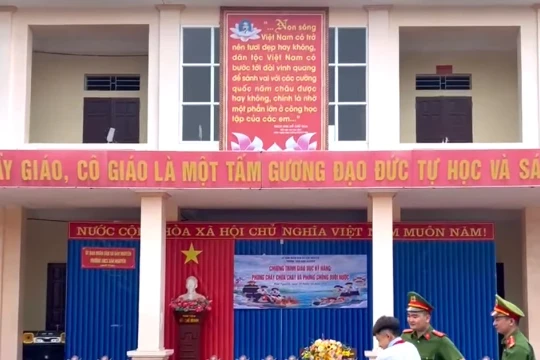 "... Non sông
Việt Nam có trở
nên tươi đẹp hay không,
dân tộc Việt Nam có
bước tới đài vinh quang
để sánh vai với các cường
quốc năm châu được
hay không, chính là nhờ
một phần lớn ở công học
tập của các em..."
ẦY GIÁO, CÔ GIÁO LÀ MỘT TẤM GƯƠNG ĐẠO ĐỨC TỰ HỌC VÀ SÁ
NƯỚC CỘNG HÒA XÃ HỘI CHỦ NGHĨA VIỆT NAM MUÔN NĂM.
CHƯƠNG TRÌNH GIÁO DỤC KỸ NĂNG
PHÒNG CHÁY CHỮA CHÁY VÀ PHÒNG CHỐNG ĐUỐI NƯỚC